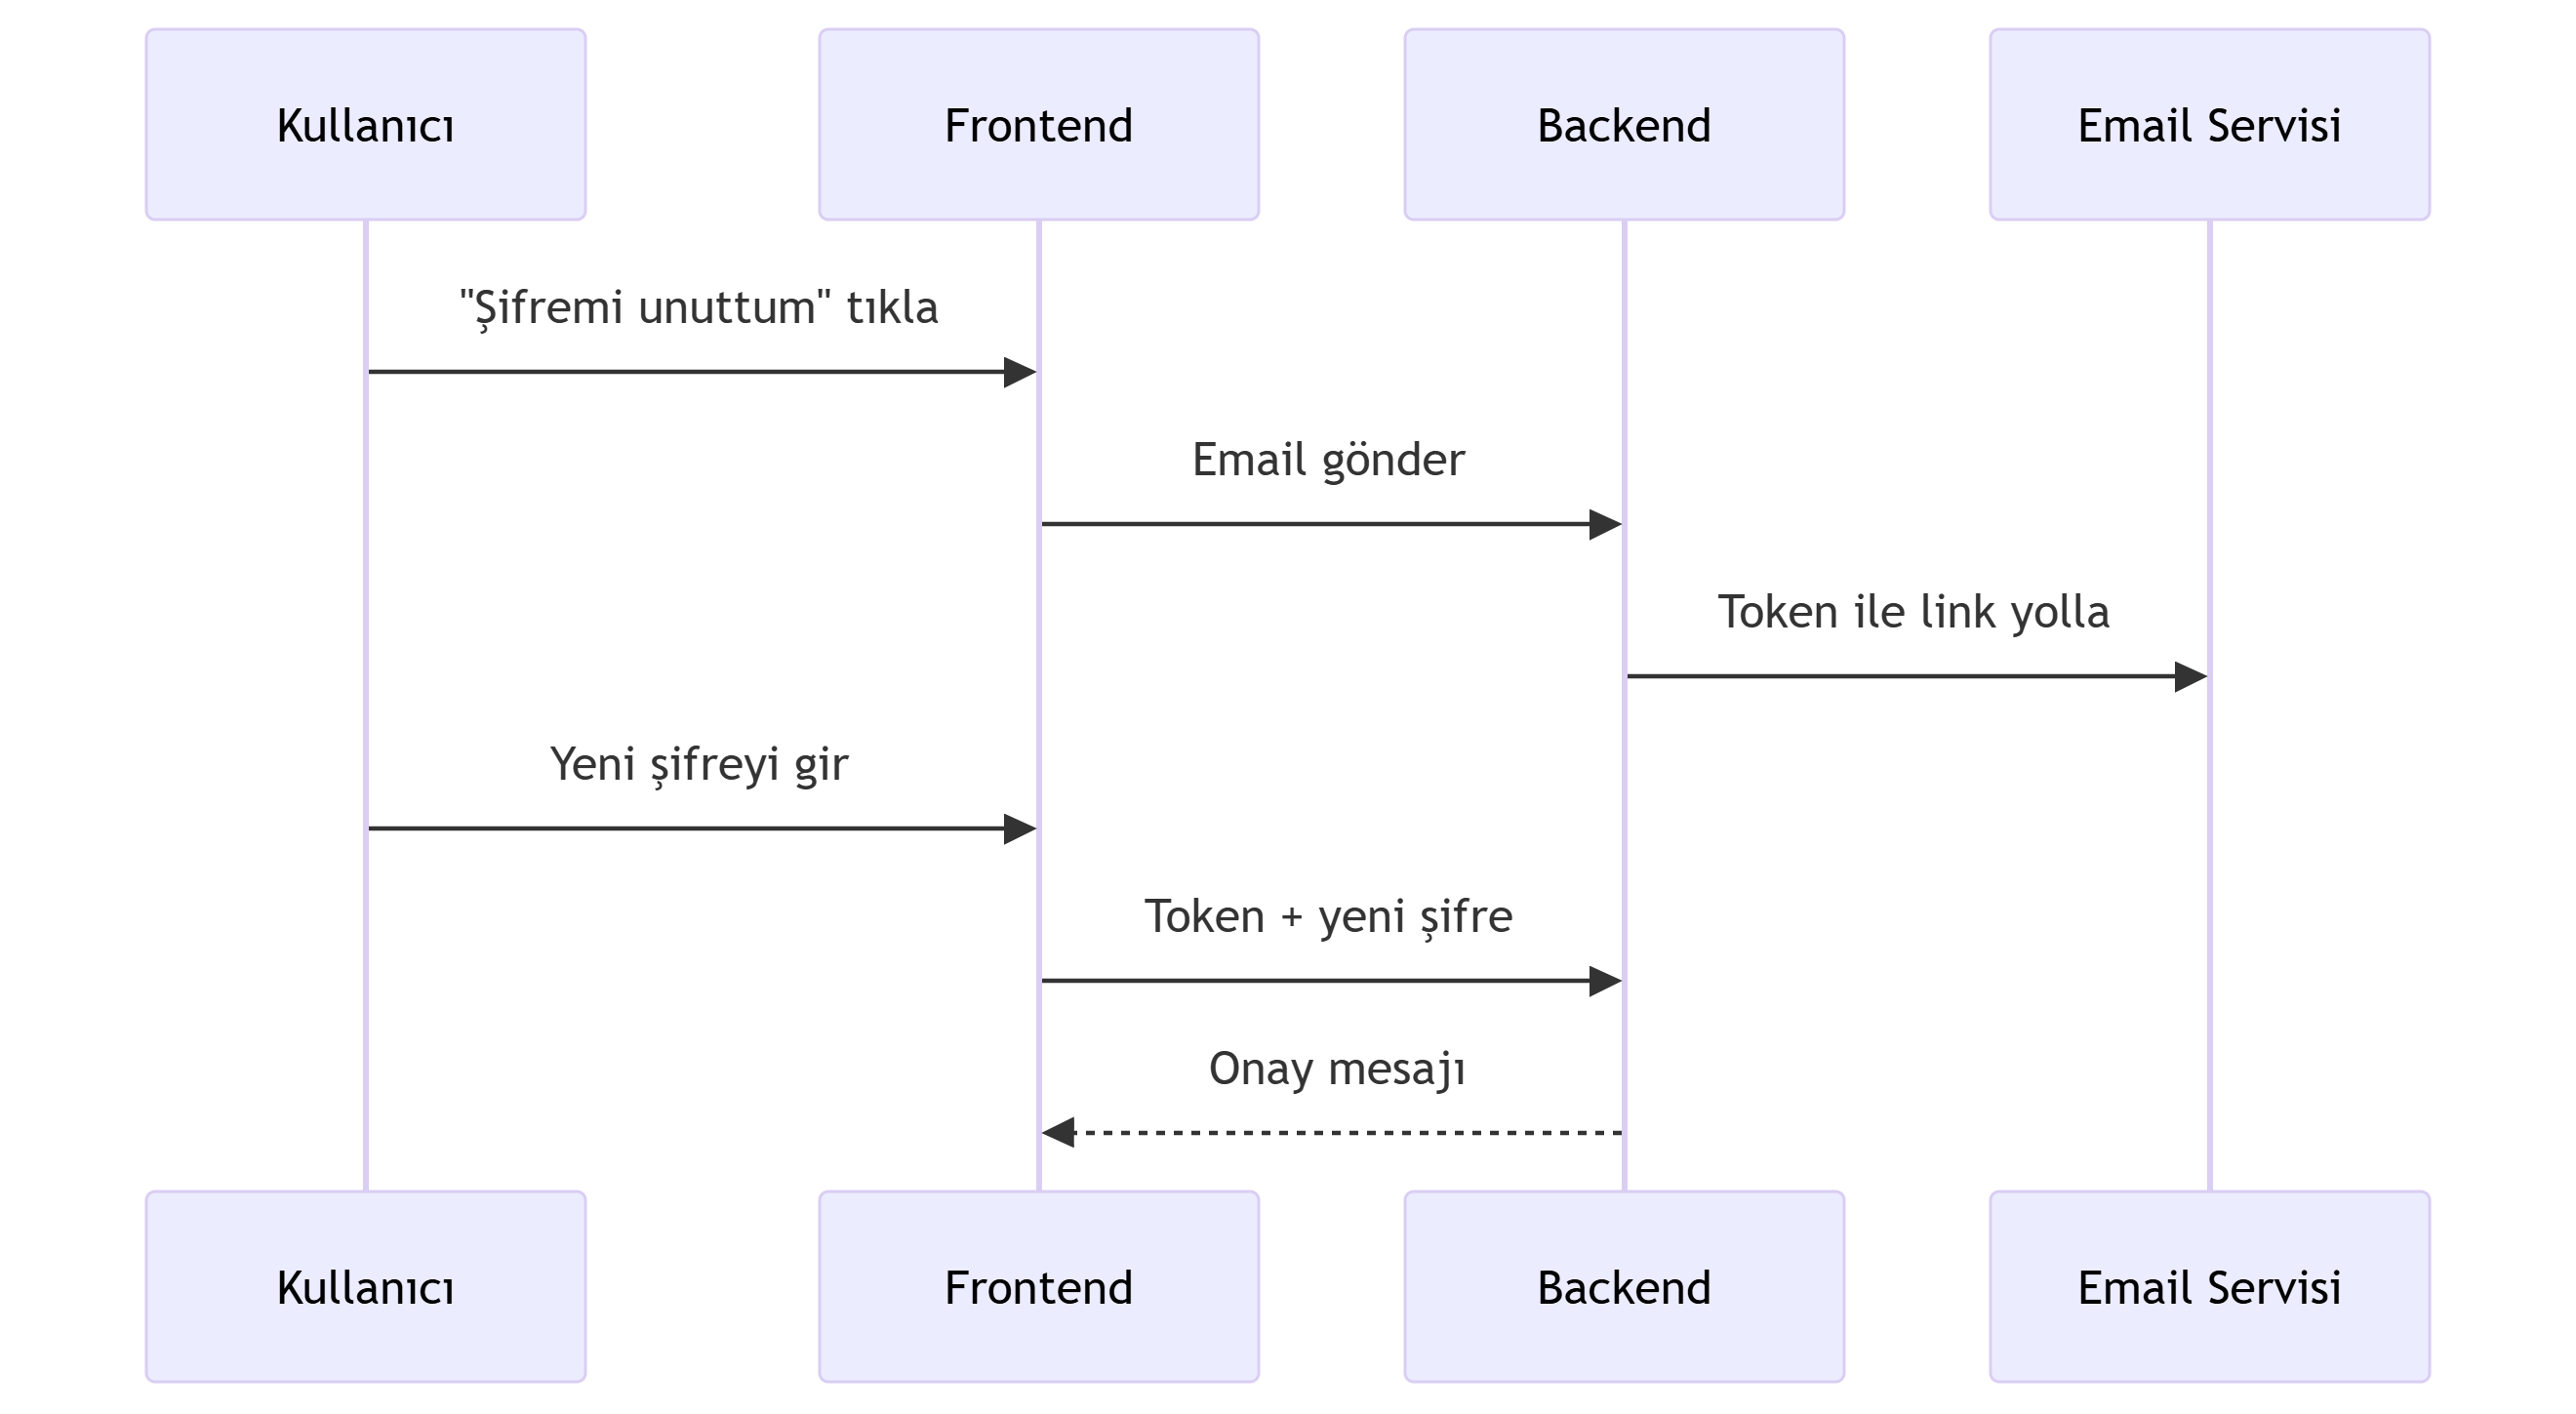 Kullanıcı
Frontend
Backend
Email Servisi
"Şifremi unuttum" tıkla
Email gönder
Token ile link yolla
Yeni şifreyi gir
Token + yeni şifre
Onay mesajı
Kullanıcı
Frontend
Backend
Email Servisi